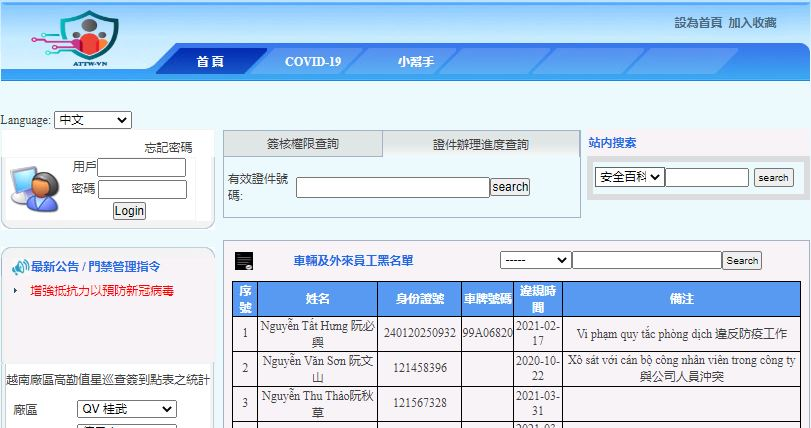 設為首頁 加入收藏
ATTW-VN
首頁 COVID-19 小幫手
Language: 中文
忘記密碼
用戶
密碼
Login
簽核權限查詢 證件辦理進度查詢
有效證件號
碼: search
站內搜索
安全百科 search
最新公告 / 門禁管理指令
增強抵抗力以預防新冠病毒
越南廠區高勤值星巡查簽到點表之統計
廠區 QV 桂武
車輛及外來員工黑名單 ----- Search
序號 姓名 身份證號 車牌號碼 違規時間 備注
1 Nguyễn Tất Hưng 阮必興 240120250932 99A06820 2021-02-17 Vi phạm quy tắc phòng dịch 違反防疫工作
2 Nguyễn Văn Sơn 阮文山 121458396 2020-10-22 Xô sát với cán bộ công nhân viên trong công ty 與公司人員沖突
3 Nguyễn Thu Thảo阮秋草 121567328 2021-03-31